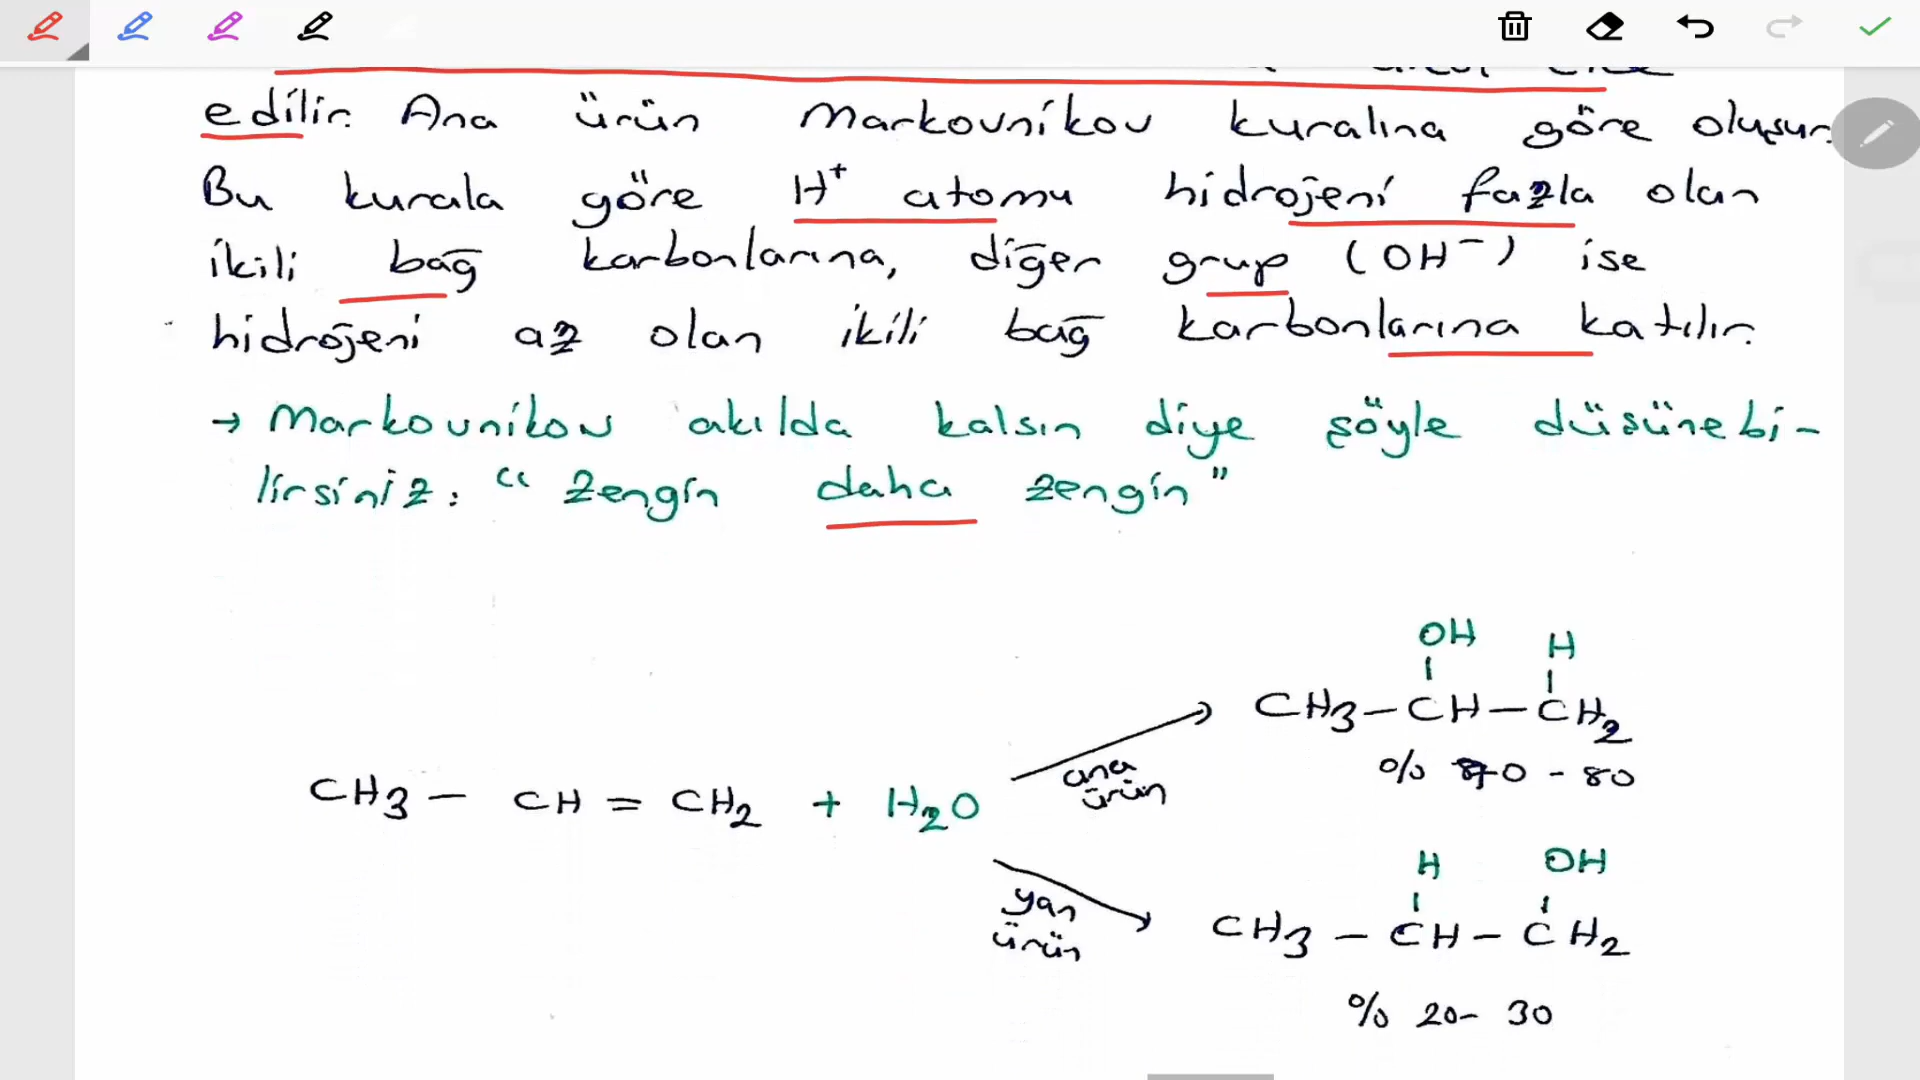 edilir. Ana ürün Markovnikov kuralına göre oluşur.
Bu kurala göre H⁺ atomu hidrojeni fazla olan
ikili bağ karbonlarına, diğer grup (OH⁻) ise
hidrojeni az olan ikili bağ karbonlarına katılır.
→ Markovnikov akılda kalsın diye şöyle düşünebi-
lirsiniz: "Zengin daha zengin"
OH H
CH3 — CH — CH2
% 70 - 80
ana ürün
CH3 — CH = CH2 + H2O
yan ürün
H OH
CH3 — CH — CH2
% 20 - 30